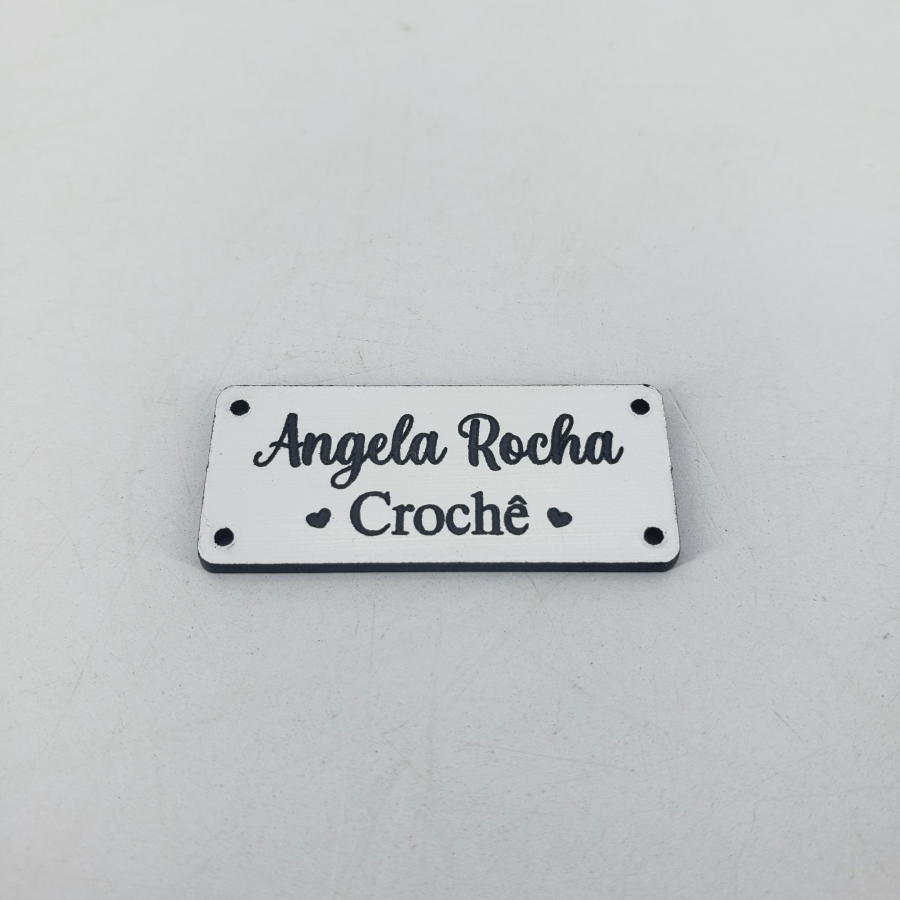 Angela Rocha
♥ Crochê ♥